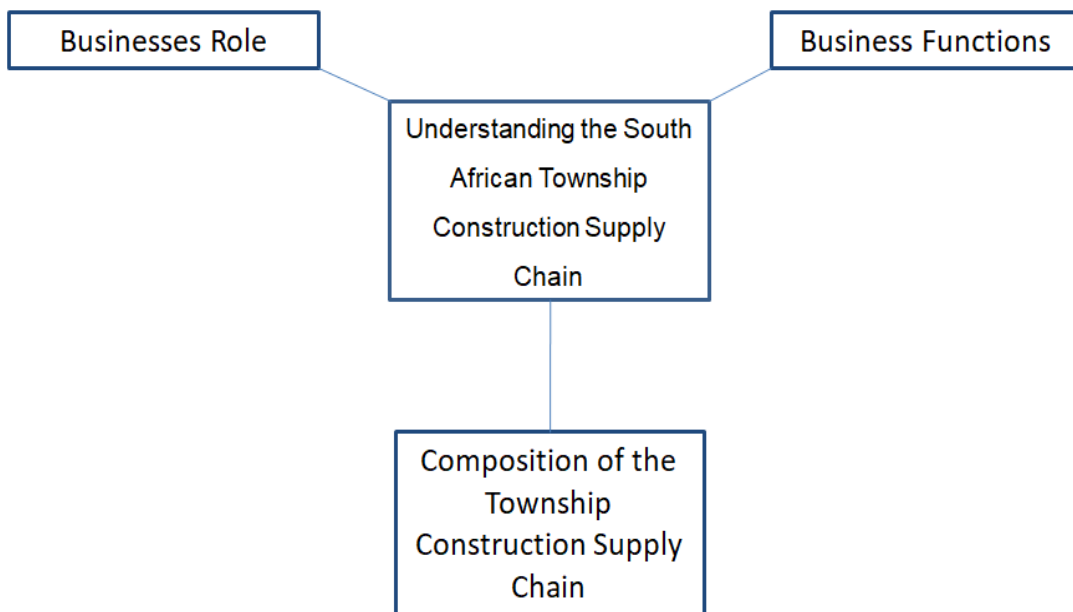 Businesses Role
Business Functions
Understanding the South
African Township
Construction Supply
Chain
Composition of the
Township
Construction Supply
Chain